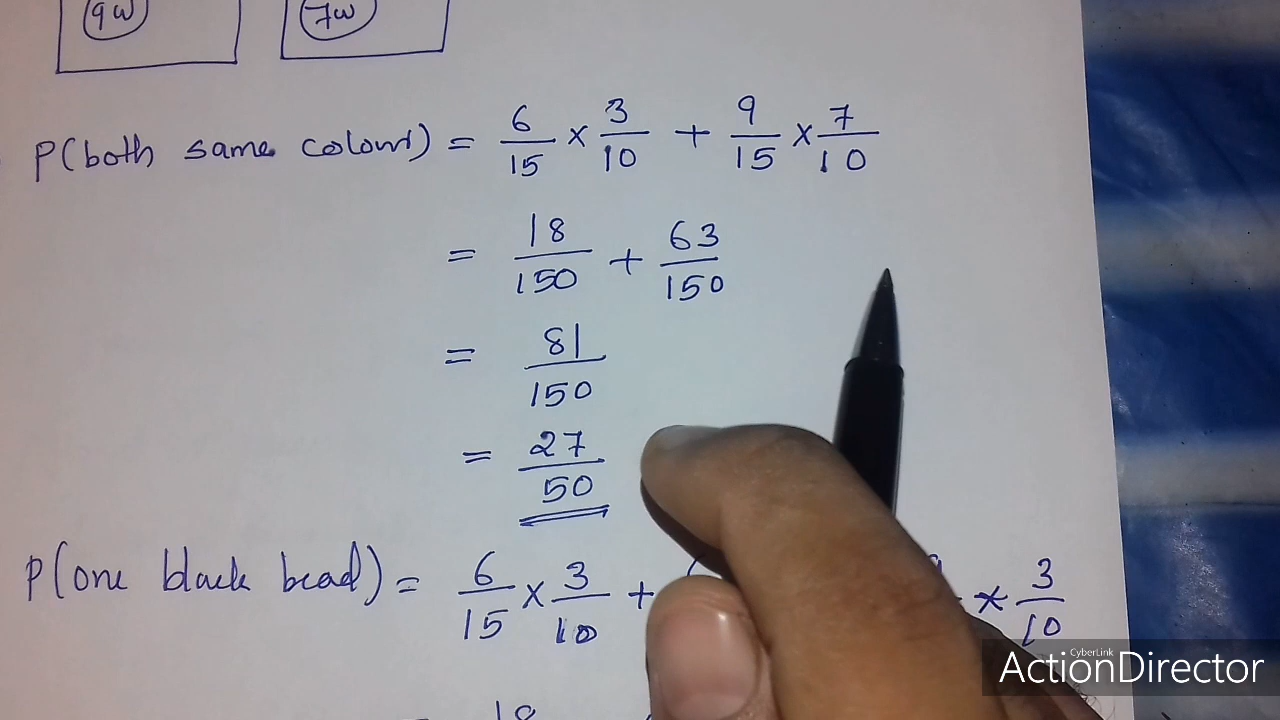 9W 7W
P(both same colour) = 6/15 × 3/10 + 9/15 × 7/10
= 18/150 + 63/150
= 81/150
= 27/50
P(one black bead) = 6/15 × 3/10 + × 3/10
CyberLink
ActionDirector
= 18